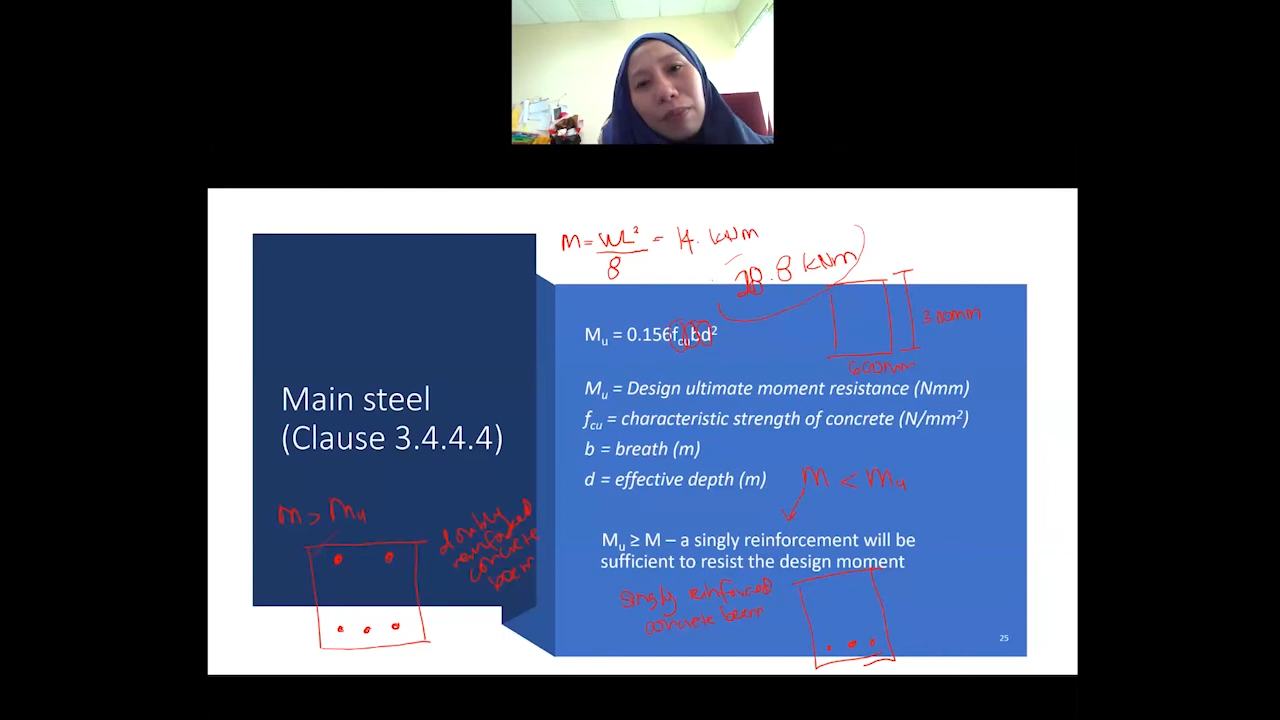 M = WL² / 8 = 14. kNm
28.8 kNm
Mu = 0.156fcubd²
300mm
600mm
Mu = Design ultimate moment resistance (Nmm)
fcu = characteristic strength of concrete (N/mm²)
b = breath (m)
d = effective depth (m)
M < Mu
Main steel
(Clause 3.4.4.4)
M > Mu
doubly
reinforced
concrete
beam
Mu ≥ M – a singly reinforcement will be
sufficient to resist the design moment
singly reinforced
concrete beam
25